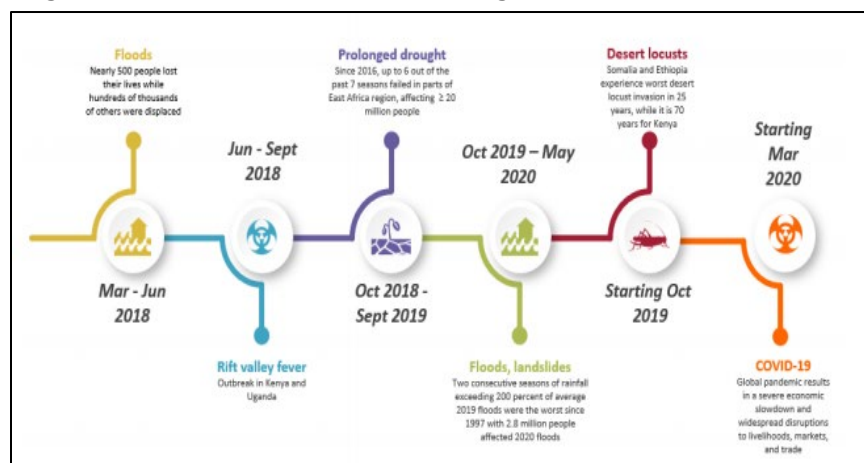 Floods
Nearly 500 people lost
their lives while
hundreds of thousands
of others were displaced
Mar - Jun
2018
Jun - Sept
2018
Rift valley fever
Outbreak in Kenya and
Uganda
Prolonged drought
Since 2016, up to 6 out of the
past 7 seasons failed in parts of
East Africa region, affecting ≥ 20
million people
Oct 2018 -
Sept 2019
Oct 2019 – May
2020
Floods, landslides
Two consecutive seasons of rainfall
exceeding 200 percent of average
2019 floods were the worst since
1997 with 2.8 million people
affected 2020 floods
Desert locusts
Somalia and Ethiopia
experience worst desert
locust invasion in 25
years, while it is 70
years for Kenya
Starting Oct
2019
Starting
Mar
2020
COVID-19
Global pandemic results
in a severe economic
slowdown and
widespread disruptions
to livelihoods, markets,
and trade